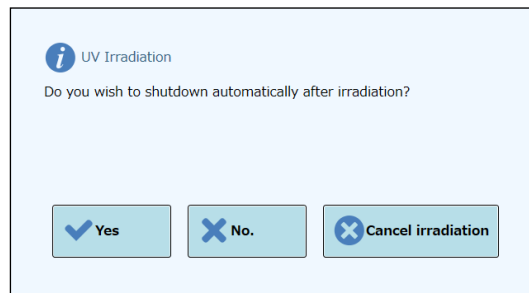 UV Irradiation
Do you wish to shutdown automatically after irradiation?
Yes
No.
Cancel irradiation